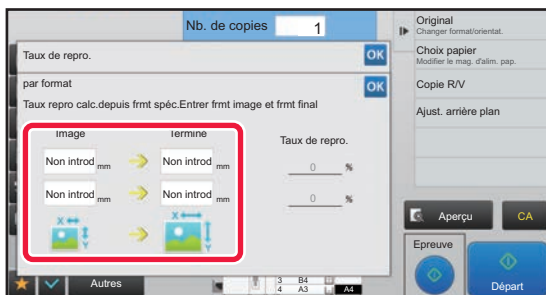 Nb. de copies 1
Original
Changer format/orientat.
Choix papier
Modifier le mag. d'alim. pap.
Copie R/V
Ajust. arrière plan
Taux de repro. OK
par format OK
Taux repro calc.depuis frmt spéc.Entrer frmt image et frmt final
Image Terminé
Taux de repro.
Non introd mm Non introd mm 0 %
Non introd mm Non introd mm 0 %
X Y X Y
Aperçu CA
Epreuve
Départ
Autres
3 B4
4 A3 A4